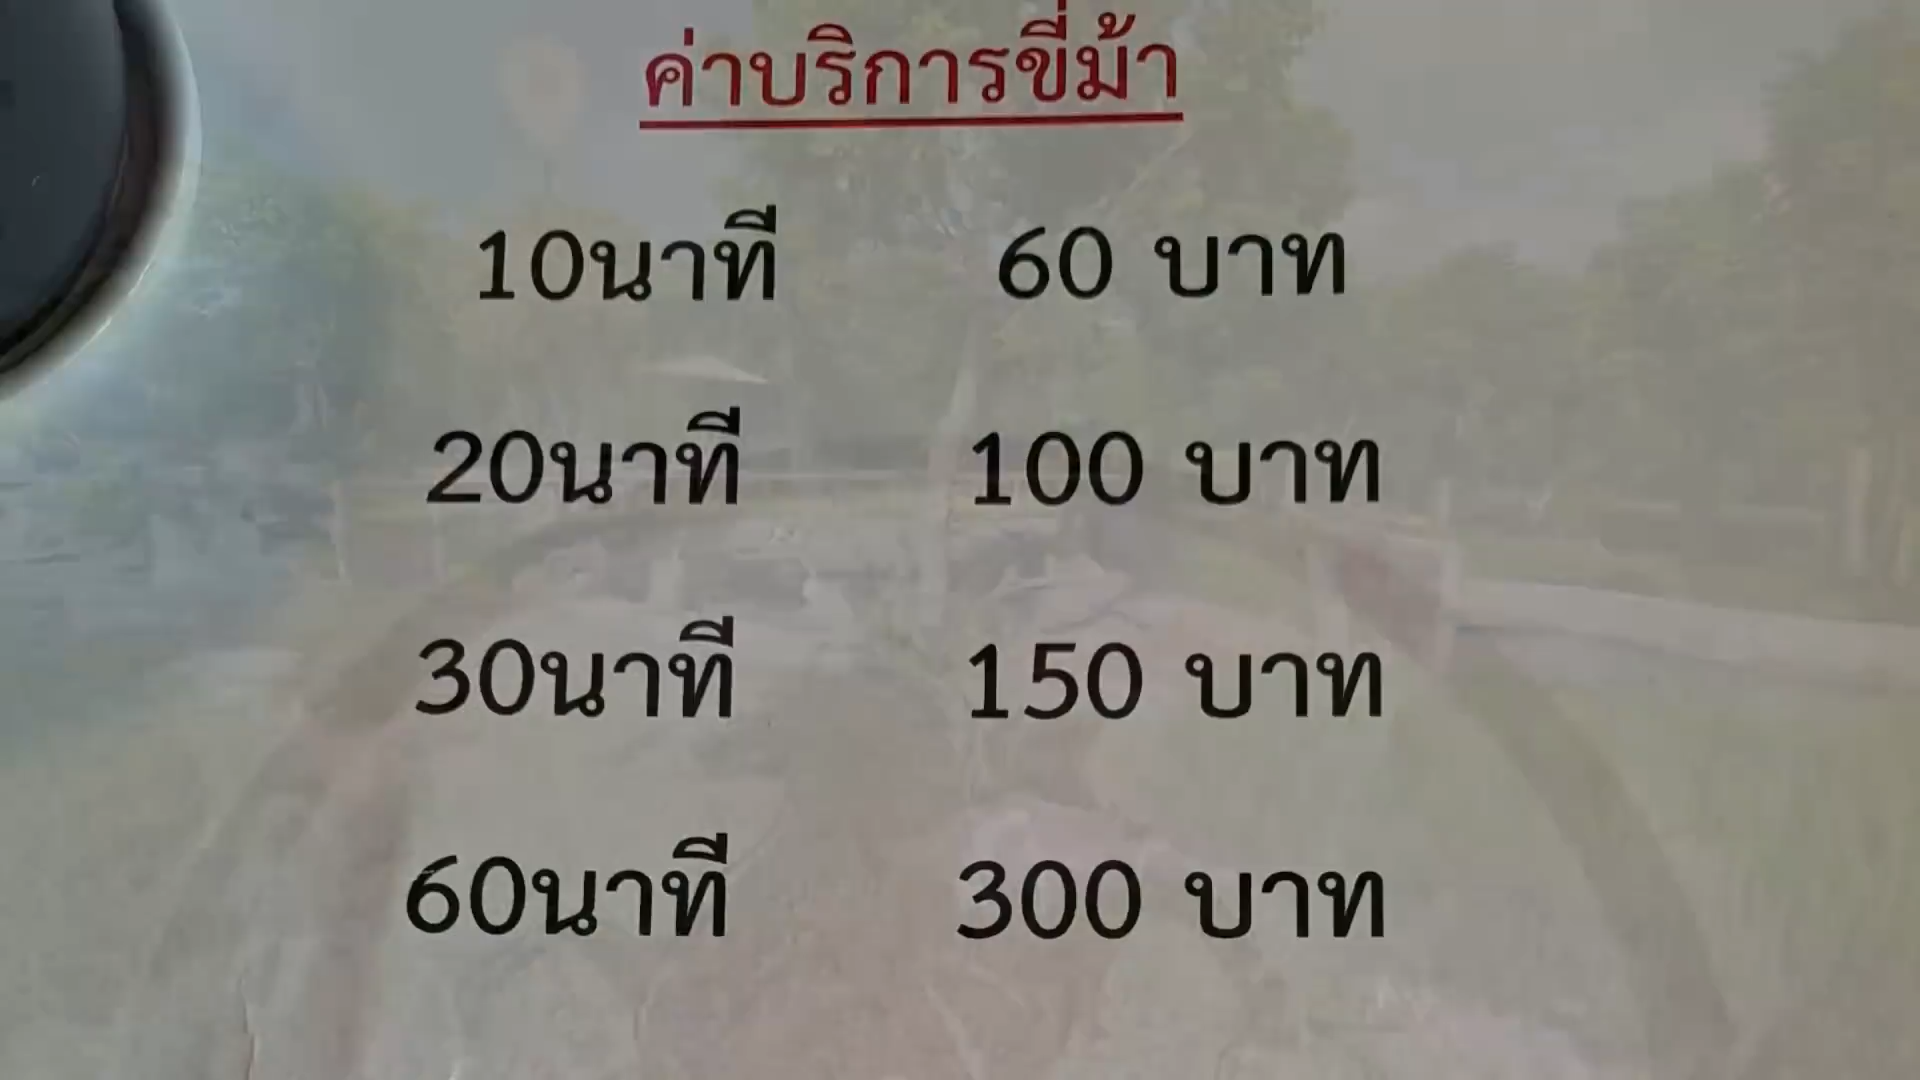 ค่าบริการขี่ม้า
10นาที 60 บาท
20นาที 100 บาท
30นาที 150 บาท
60นาที 300 บาท